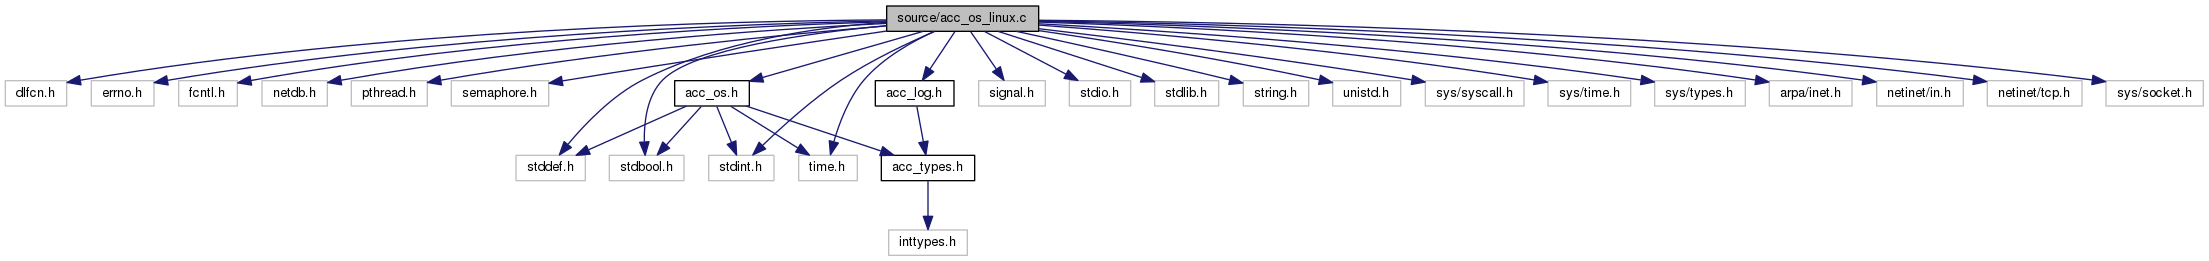 source/acc_os_linux.c
dlfcn.h
errno.h
fcntl.h
netdb.h
pthread.h
semaphore.h
acc_os.h
acc_log.h
signal.h
stdio.h
stdlib.h
string.h
unistd.h
sys/syscall.h
sys/time.h
sys/types.h
arpa/inet.h
netinet/in.h
netinet/tcp.h
sys/socket.h
stddef.h
stdbool.h
stdint.h
time.h
acc_types.h
inttypes.h